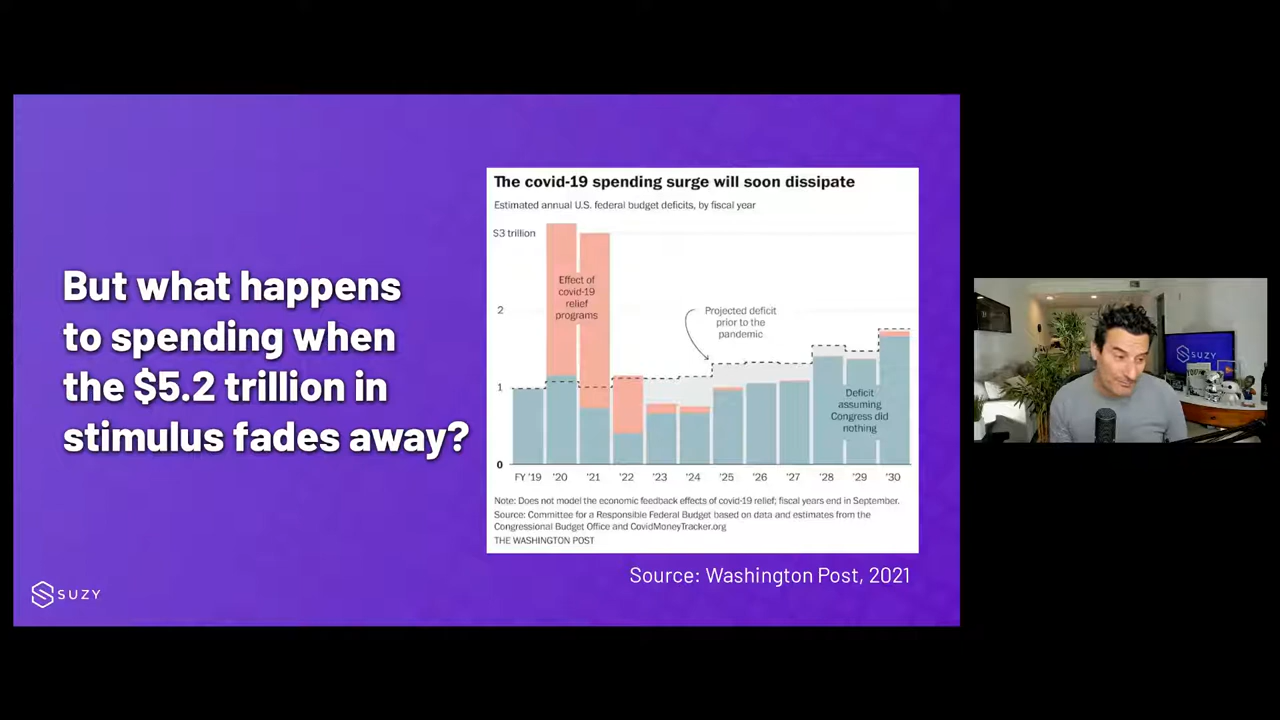 But what happens
to spending when
the $5.2 trillion in
stimulus fades away?
The covid-19 spending surge will soon dissipate
Estimated annual U.S. federal budget deficits, by fiscal year
$3 trillion
2
1
0
Effect of
covid-19
relief
programs
Projected deficit
prior to the
pandemic
Deficit
assuming
Congress did
nothing
FY '19 '20 '21 '22 '23 '24 '25 '26 '27 '28 '29 '30
Note: Does not model the economic feedback effects of covid-19 relief; fiscal years end in September.
Source: Committee for a Responsible Federal Budget based on data and estimates from the
Congressional Budget Office and CovidMoneyTracker.org
THE WASHINGTON POST
Source: Washington Post, 2021
SUZY
SUZY